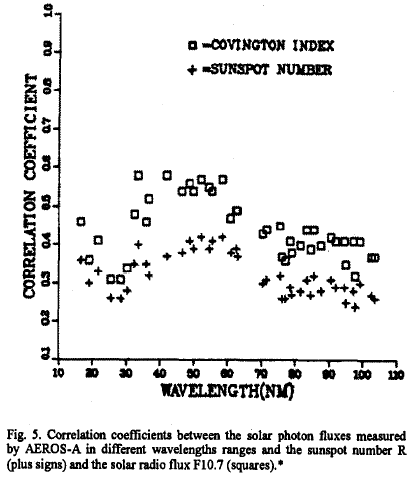 1.0
0.9
0.8
0.7
0.6
0.5
0.4
0.3
0.2
0.1
CORRELATION COEFFICIENT
=COVINGTON INDEX
=SUNSPOT NUMBER
10 20 30 40 50 60 70 80 90 100 110
WAVELENGTH(NM)
Fig. 5. Correlation coefficients between the solar photon fluxes measured
by AEROS-A in different wavelengths ranges and the sunspot number R
(plus signs) and the solar radio flux F10.7 (squares).*